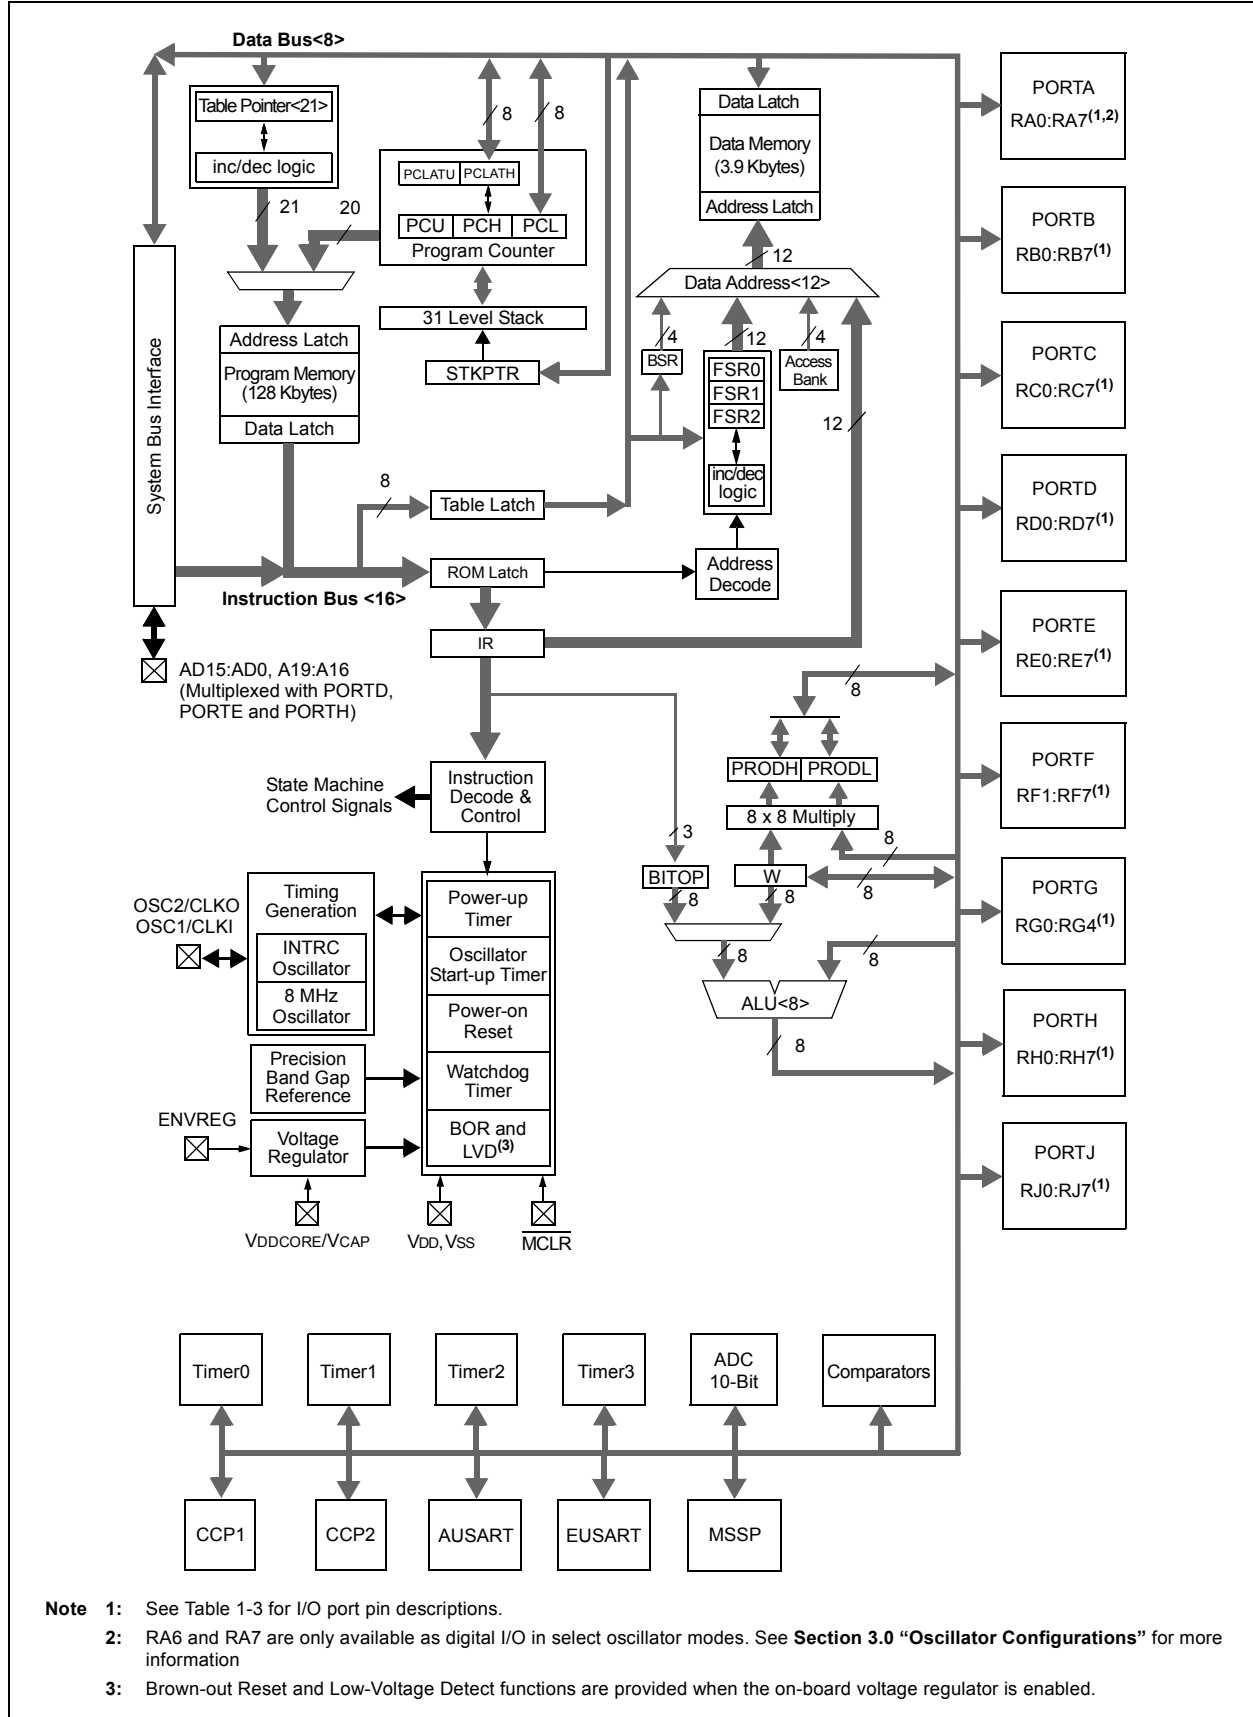 Data Bus<8>
Table Pointer<21>
inc/dec logic
21
20
8
8
PCLATU PCLATH
PCU PCH PCL
Program Counter
31 Level Stack
STKPTR
System Bus Interface
Address Latch
Program Memory
(128 Kbytes)
Data Latch
8
Table Latch
ROM Latch
Instruction Bus <16>
IR
AD15:AD0, A19:A16
(Multiplexed with PORTD,
PORTE and PORTH)
Data Latch
Data Memory
(3.9 Kbytes)
Address Latch
12
Data Address<12>
4
12
4
BSR
FSR0
FSR1
FSR2
inc/dec
logic
Access
Bank
12
Address
Decode
8
PRODH PRODL
8 x 8 Multiply
3
8
BITOP
W
8
8
8
8
8
ALU<8>
8
State Machine
Control Signals
Instruction
Decode &
Control
OSC2/CLKO
OSC1/CLKI
Timing
Generation
INTRC
Oscillator
8 MHz
Oscillator
Power-up
Timer
Oscillator
Start-up Timer
Power-on
Reset
Watchdog
Timer
BOR and
LVD(3)
Precision
Band Gap
Reference
ENVREG
Voltage
Regulator
VDDCORE/VCAP
VDD, VSS
MCLR
PORTA
RA0:RA7(1,2)
PORTB
RB0:RB7(1)
PORTC
RC0:RC7(1)
PORTD
RD0:RD7(1)
PORTE
RE0:RE7(1)
PORTF
RF1:RF7(1)
PORTG
RG0:RG4(1)
PORTH
RH0:RH7(1)
PORTJ
RJ0:RJ7(1)
Timer0
Timer1
Timer2
Timer3
ADC
10-Bit
Comparators
CCP1
CCP2
AUSART
EUSART
MSSP
Note 1: See Table 1-3 for I/O port pin descriptions.
2: RA6 and RA7 are only available as digital I/O in select oscillator modes. See Section 3.0 “Oscillator Configurations” for more
information
3: Brown-out Reset and Low-Voltage Detect functions are provided when the on-board voltage regulator is enabled.